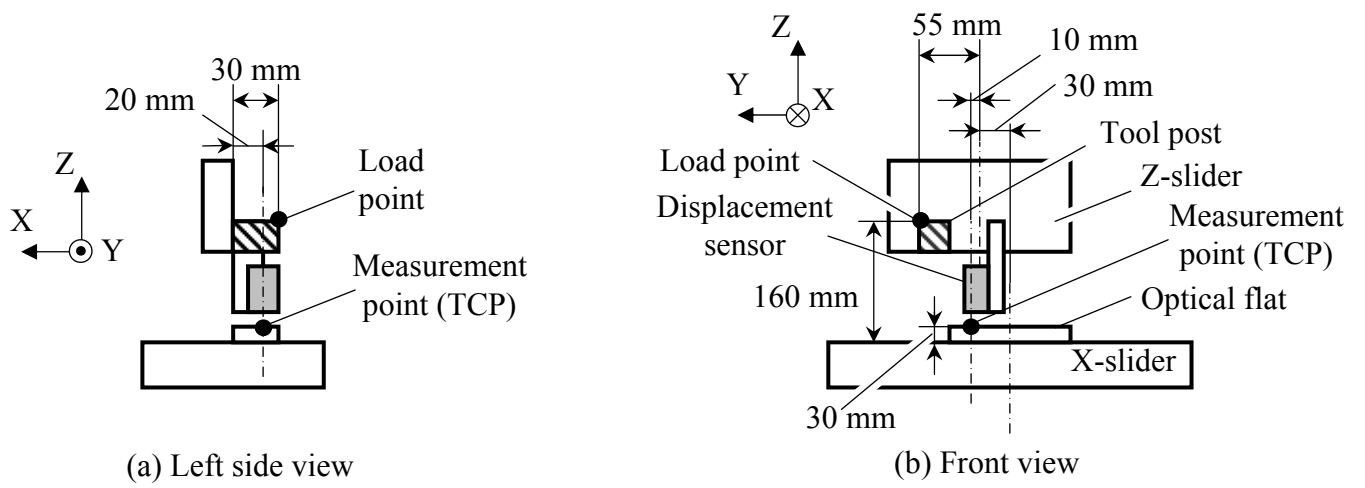 30 mm
20 mm
Z
X
Y
Load
point
Measurement
point (TCP)
(a) Left side view
55 mm
10 mm
30 mm
Z
Y
X
Tool post
Load point
Z-slider
Displacement
sensor
Measurement
point (TCP)
160 mm
Optical flat
X-slider
30 mm
(b) Front view